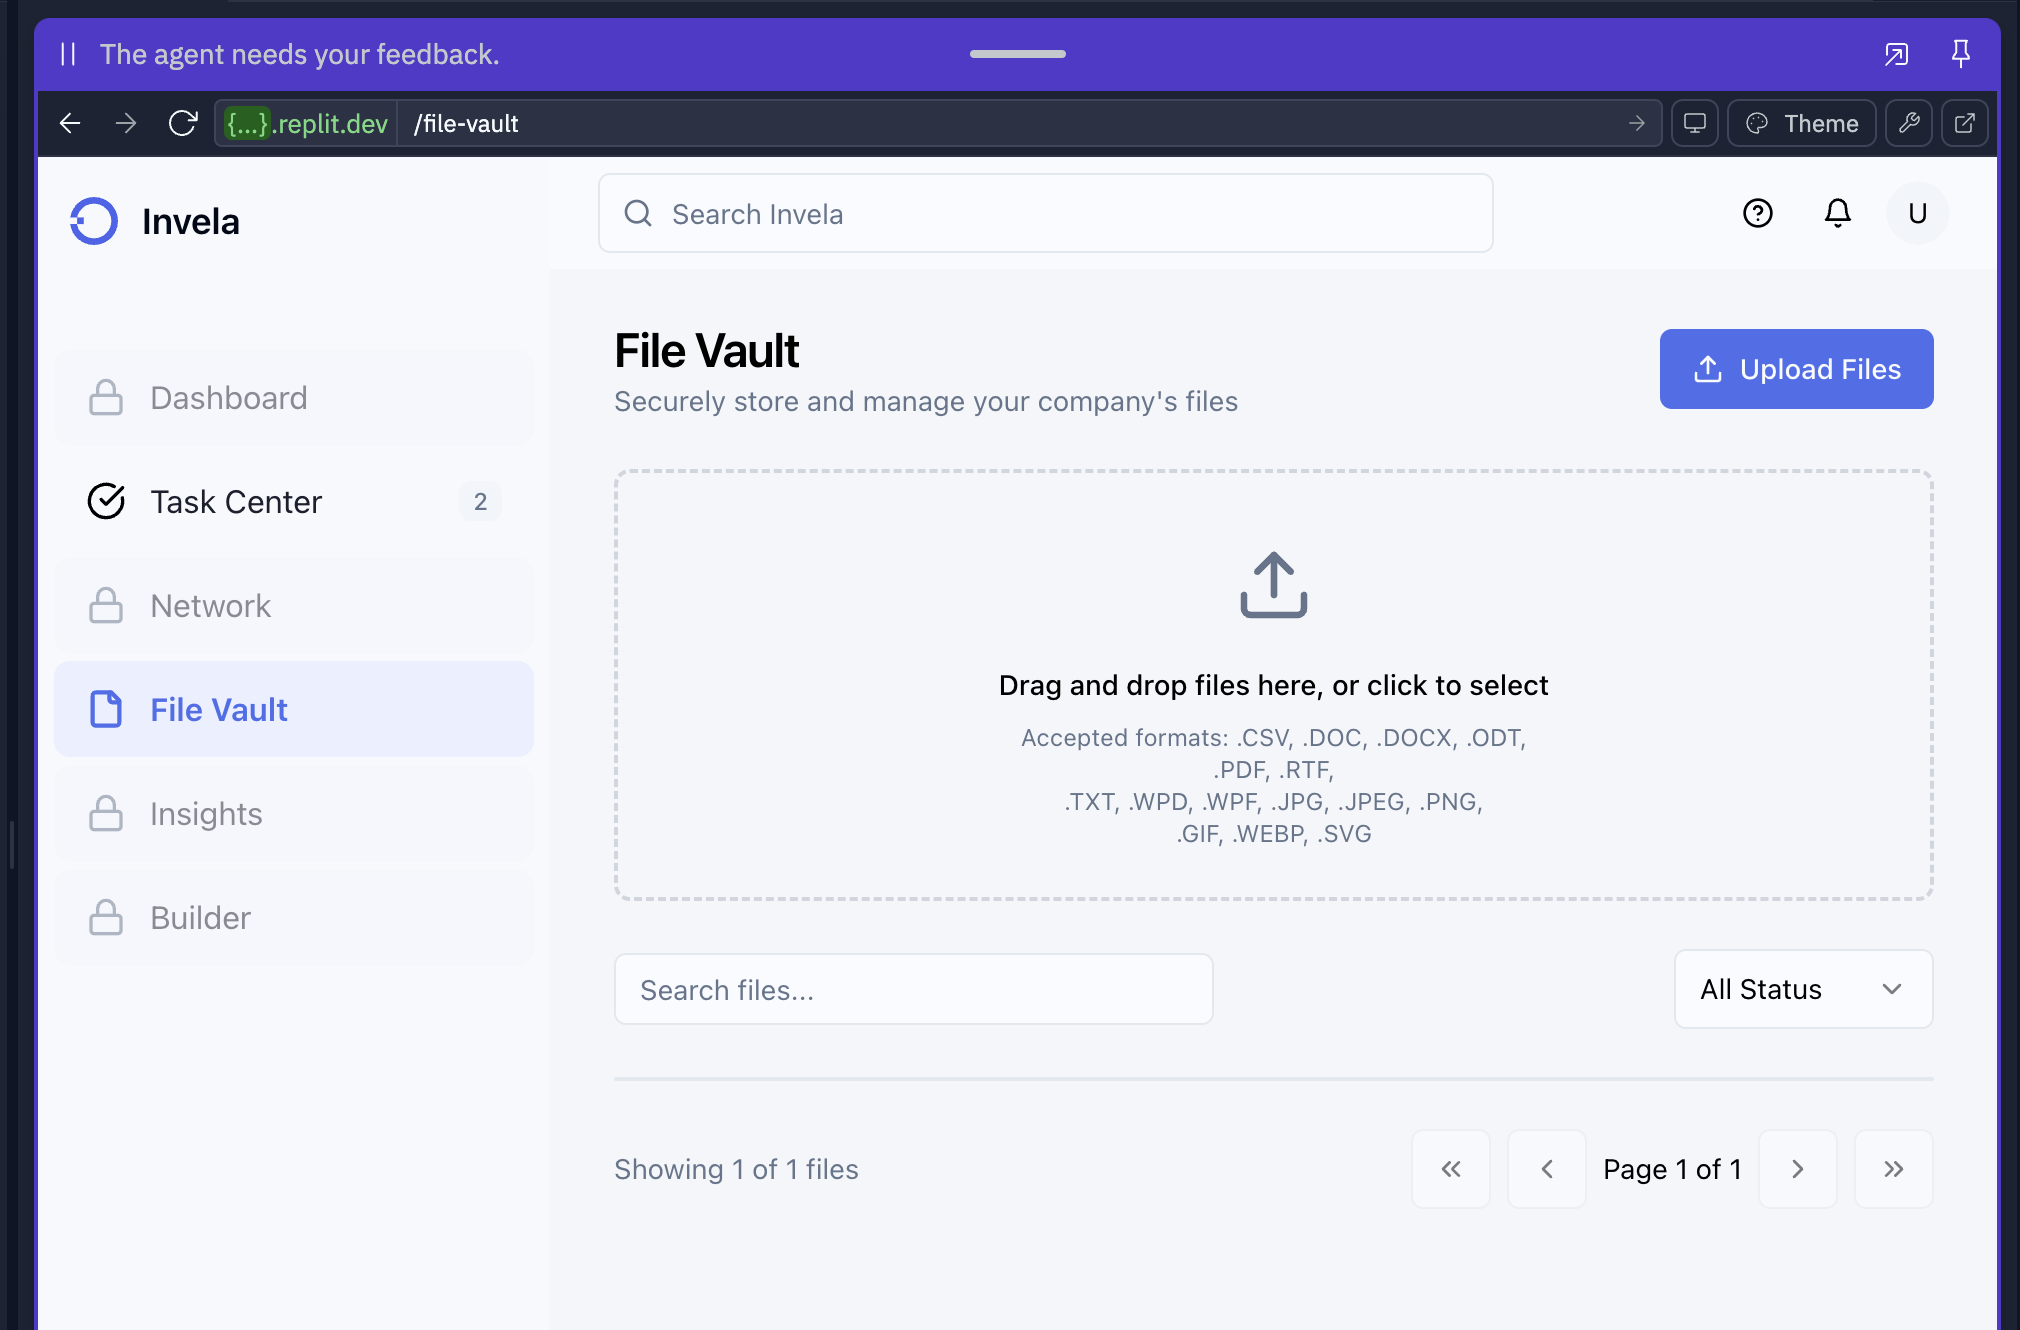 The agent needs your feedback.
{...}.replit.dev /file-vault
Theme
Invela
Search Invela
U
Dashboard
Task Center 2
Network
File Vault
Insights
Builder
File Vault
Securely store and manage your company's files
Upload Files
Drag and drop files here, or click to select
Accepted formats: .CSV, .DOC, .DOCX, .ODT,
.PDF, .RTF,
.TXT, .WPD, .WPF, .JPG, .JPEG, .PNG,
.GIF, .WEBP, .SVG
Search files...
All Status
Showing 1 of 1 files
Page 1 of 1